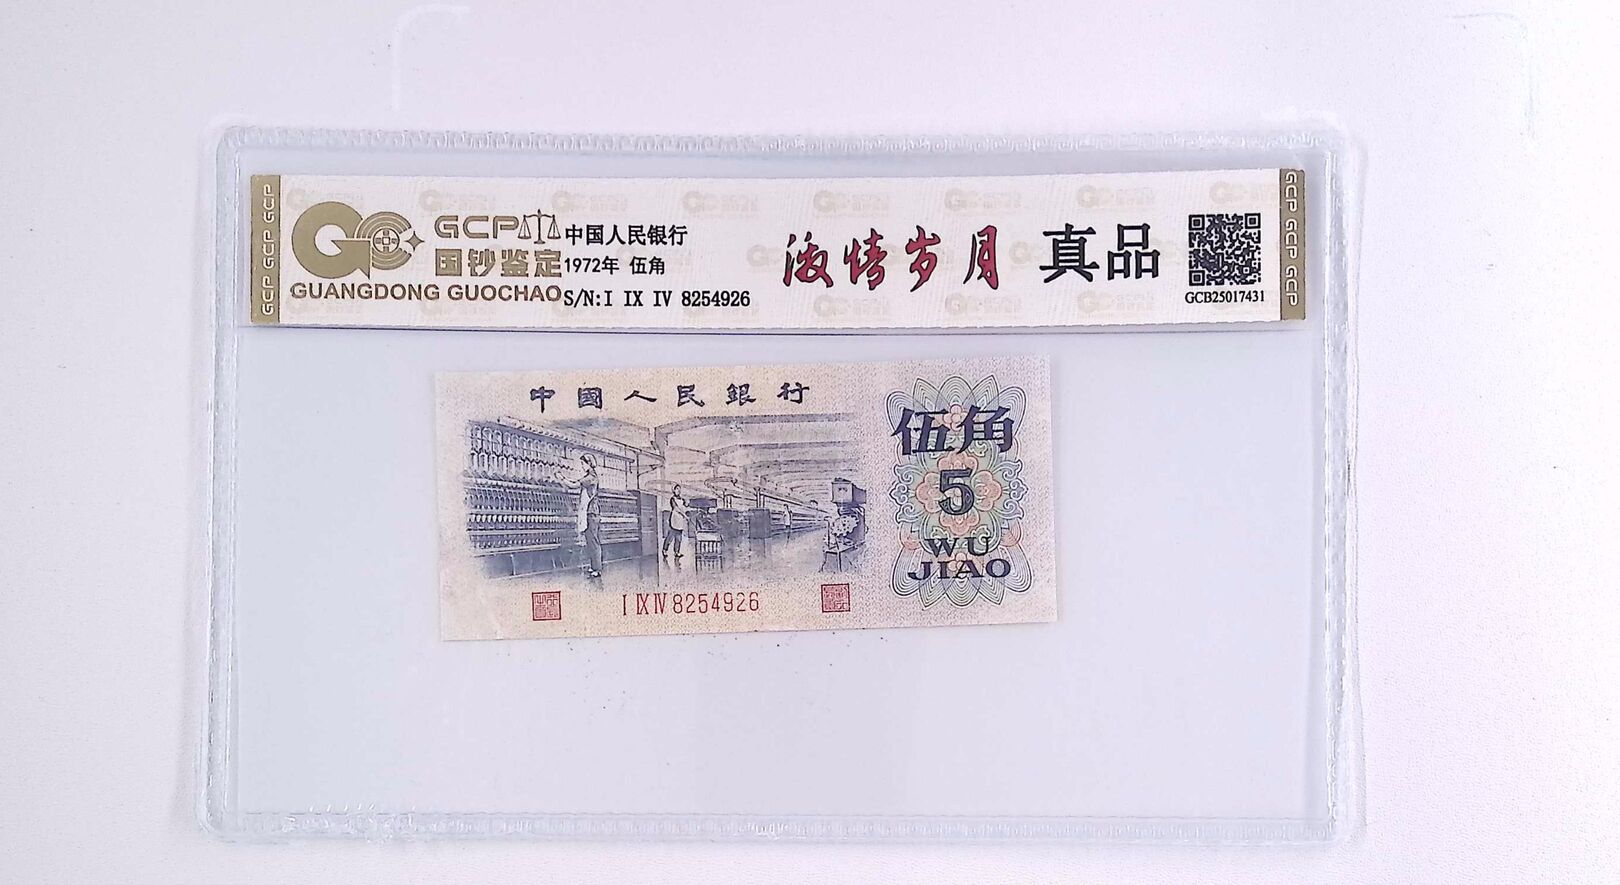 GCP GCP GCP
GCP
国钞鉴定
GUANGDONG GUOCHAO
中国人民银行
1972年 伍角
S/N:I IX IV 8254926
激情岁月 真品
GCB25017431
GCP GCP GCP
中國人民銀行
伍角
5
WU
JIAO
I IX IV 8254926